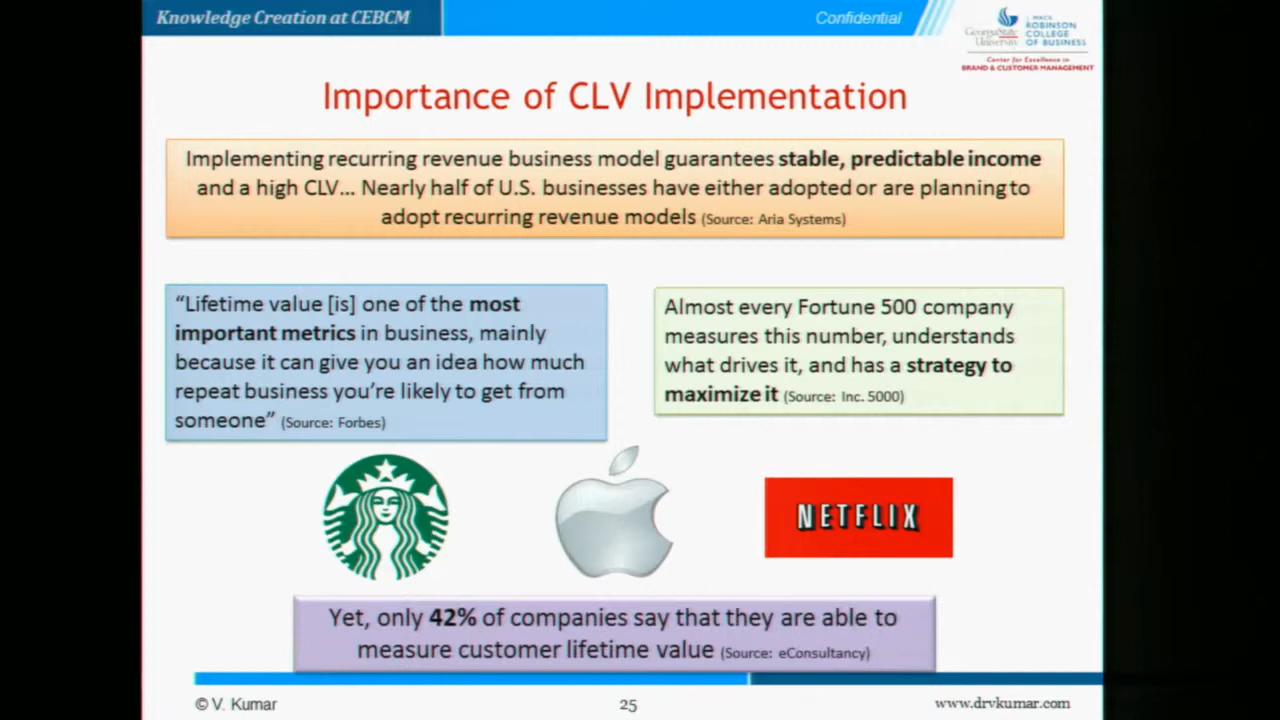 Knowledge Creation at CEBCM
Confidential
J. MACK
ROBINSON
COLLEGE
OF BUSINESS
GeorgiaState
University
Center for Excellence in
BRAND & CUSTOMER MANAGEMENT
Importance of CLV Implementation
Implementing recurring revenue business model guarantees stable, predictable income
and a high CLV... Nearly half of U.S. businesses have either adopted or are planning to
adopt recurring revenue models (Source: Aria Systems)
“Lifetime value [is] one of the most
important metrics in business, mainly
because it can give you an idea how much
repeat business you’re likely to get from
someone” (Source: Forbes)
Almost every Fortune 500 company
measures this number, understands
what drives it, and has a strategy to
maximize it (Source: Inc. 5000)
NETFLIX
Yet, only 42% of companies say that they are able to
measure customer lifetime value (Source: eConsultancy)
© V. Kumar
25
www.drvkumar.com